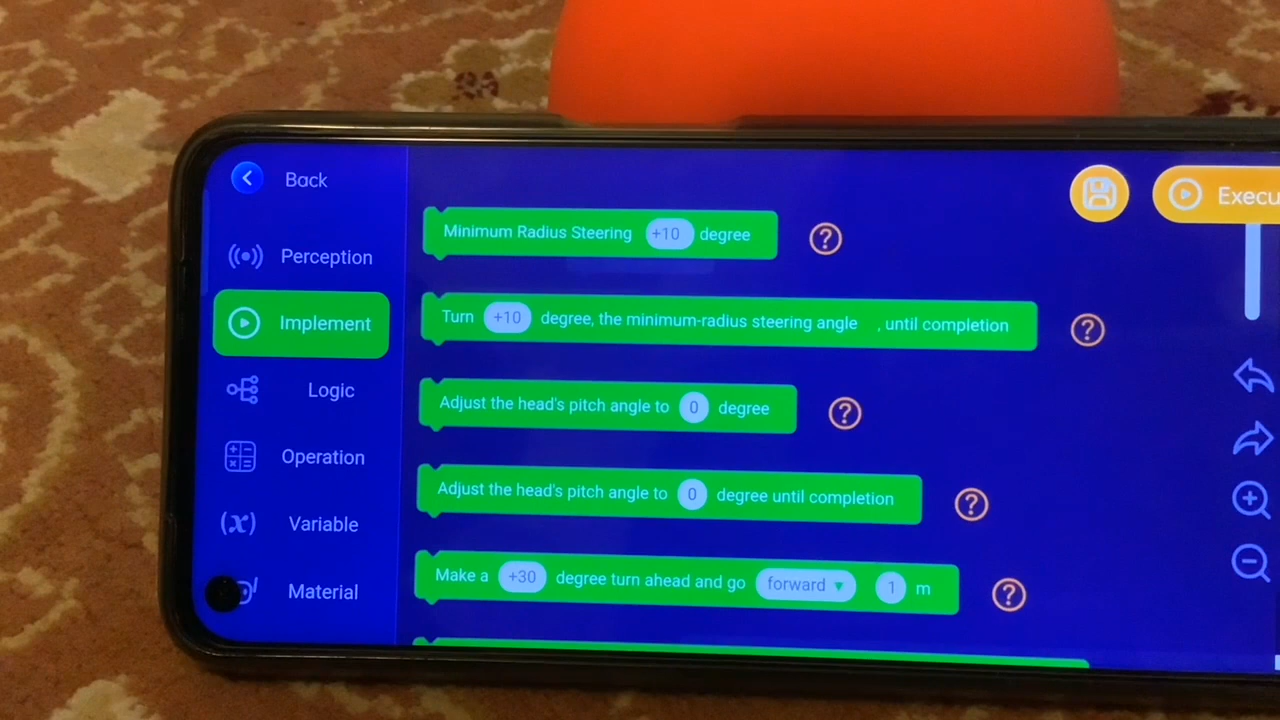 Back
Perception
Implement
Logic
Operation
(x) Variable
Material
Minimum Radius Steering +10 degree ?
Turn +10 degree, the minimum-radius steering angle , until completion ?
Adjust the head's pitch angle to 0 degree ?
Adjust the head's pitch angle to 0 degree until completion ?
Make a +30 degree turn ahead and go forward ▼ 1 m ?
Execu